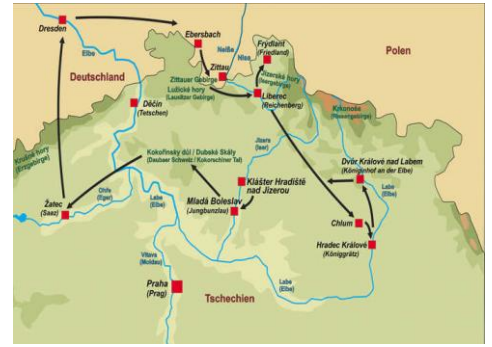 Dresden
Elbe
Ebersbach
Neiße
Polen
Nisa
Frýdlant
(Friedland)
Zittau
Deutschland
Zittauer Gebirge
Lužické hory
(Lausitzer Gebirge)
Jizerské hory
(Isergebirge)
Liberec
(Reichenberg)
Děčín
(Tetschen)
Krkonoše
(Riesengebirge)
Krušné hory
(Erzgebirge)
Jizera
(Iser)
Kokořínský důl / Dubské Skály
(Daubaer Schweiz / Kokorschiner Tal)
Dvůr Králové nad Labem
(Königinhof an der Elbe)
Klášter Hradiště
nad Jizerou
Labe
(Elbe)
Ohře
(Eger)
Žatec
(Saaz)
Labe
(Elbe)
Mladá Boleslav
(Jungbunzlau)
Chlum
Hradec Králové
(Königgrätz)
Vltava
(Moldau)
Praha
(Prag)
Labe
(Elbe)
Tschechien